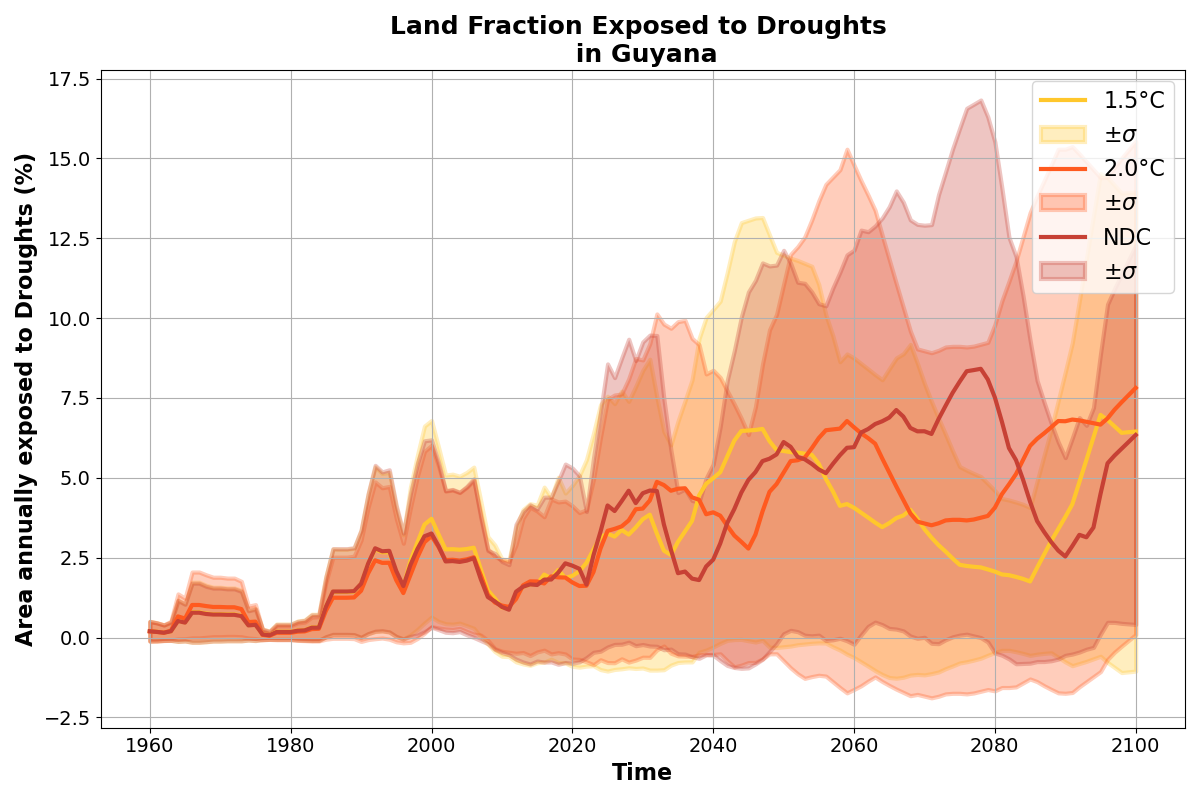 Land Fraction Exposed to Droughts
in Guyana
Area annually exposed to Droughts (%)
17.5
15.0
12.5
10.0
7.5
5.0
2.5
0.0
−2.5
1960
1980
2000
2020
2040
2060
2080
2100
Time
1.5°C
±σ
2.0°C
±σ
NDC
±σ